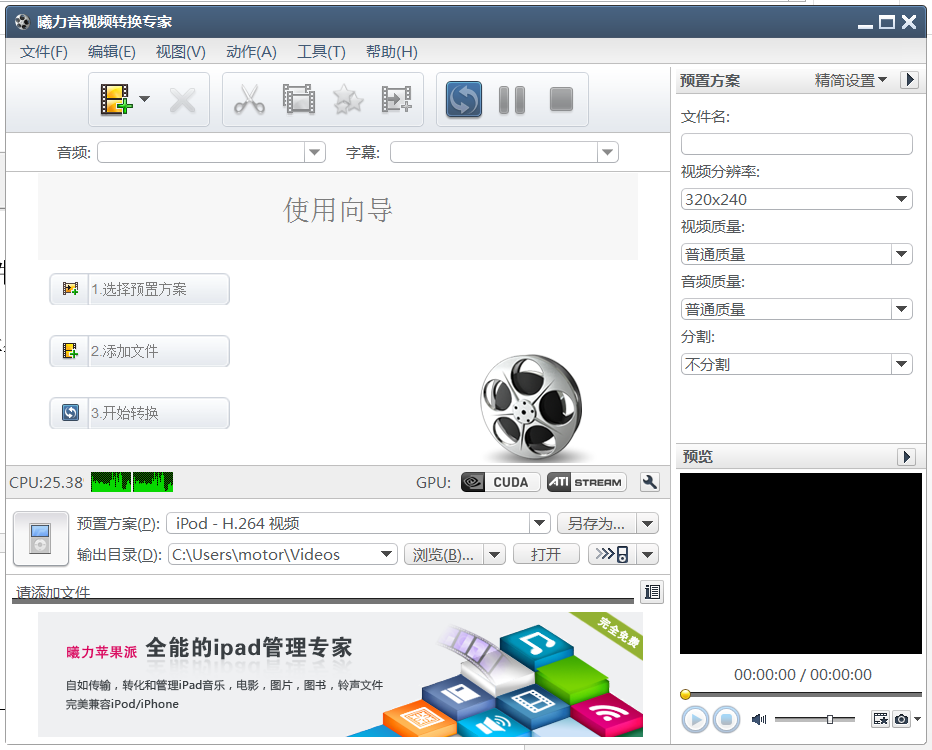 曦力音视频转换专家
文件(F) 编辑(E) 视图(V) 动作(A) 工具(T) 帮助(H)
音频: 字幕:
使用向导
1.选择预置方案
2.添加文件
3.开始转换
CPU:25.38 GPU: CUDA ATI STREAM
预置方案(P): iPod - H.264 视频 另存为...
输出目录(D): C:\Users\motor\Videos 浏览(B)... 打开
请添加文件
曦力苹果派 全能的ipad管理专家
自如传输，转化和管理iPad音乐，电影，图片，图书，铃声文件
完美兼容iPod/iPhone
完全免费
预置方案 精简设置
文件名:
视频分辨率:
320x240
视频质量:
普通质量
音频质量:
普通质量
分割:
不分割
预览
00:00:00 / 00:00:00